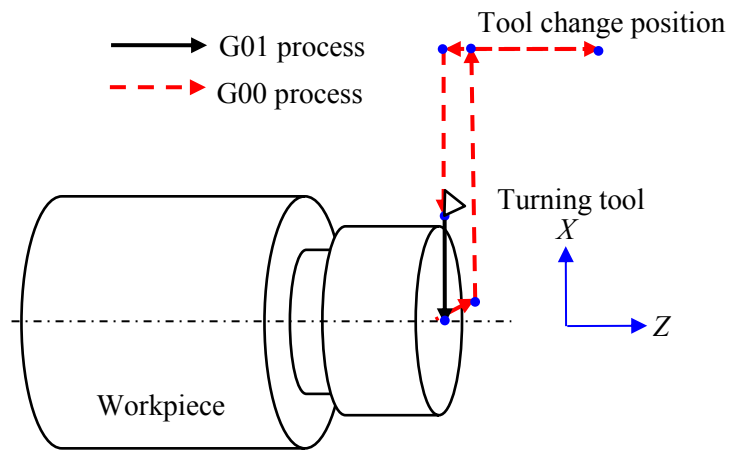 Tool change position
G01 process
G00 process
Turning tool
X
Z
Workpiece